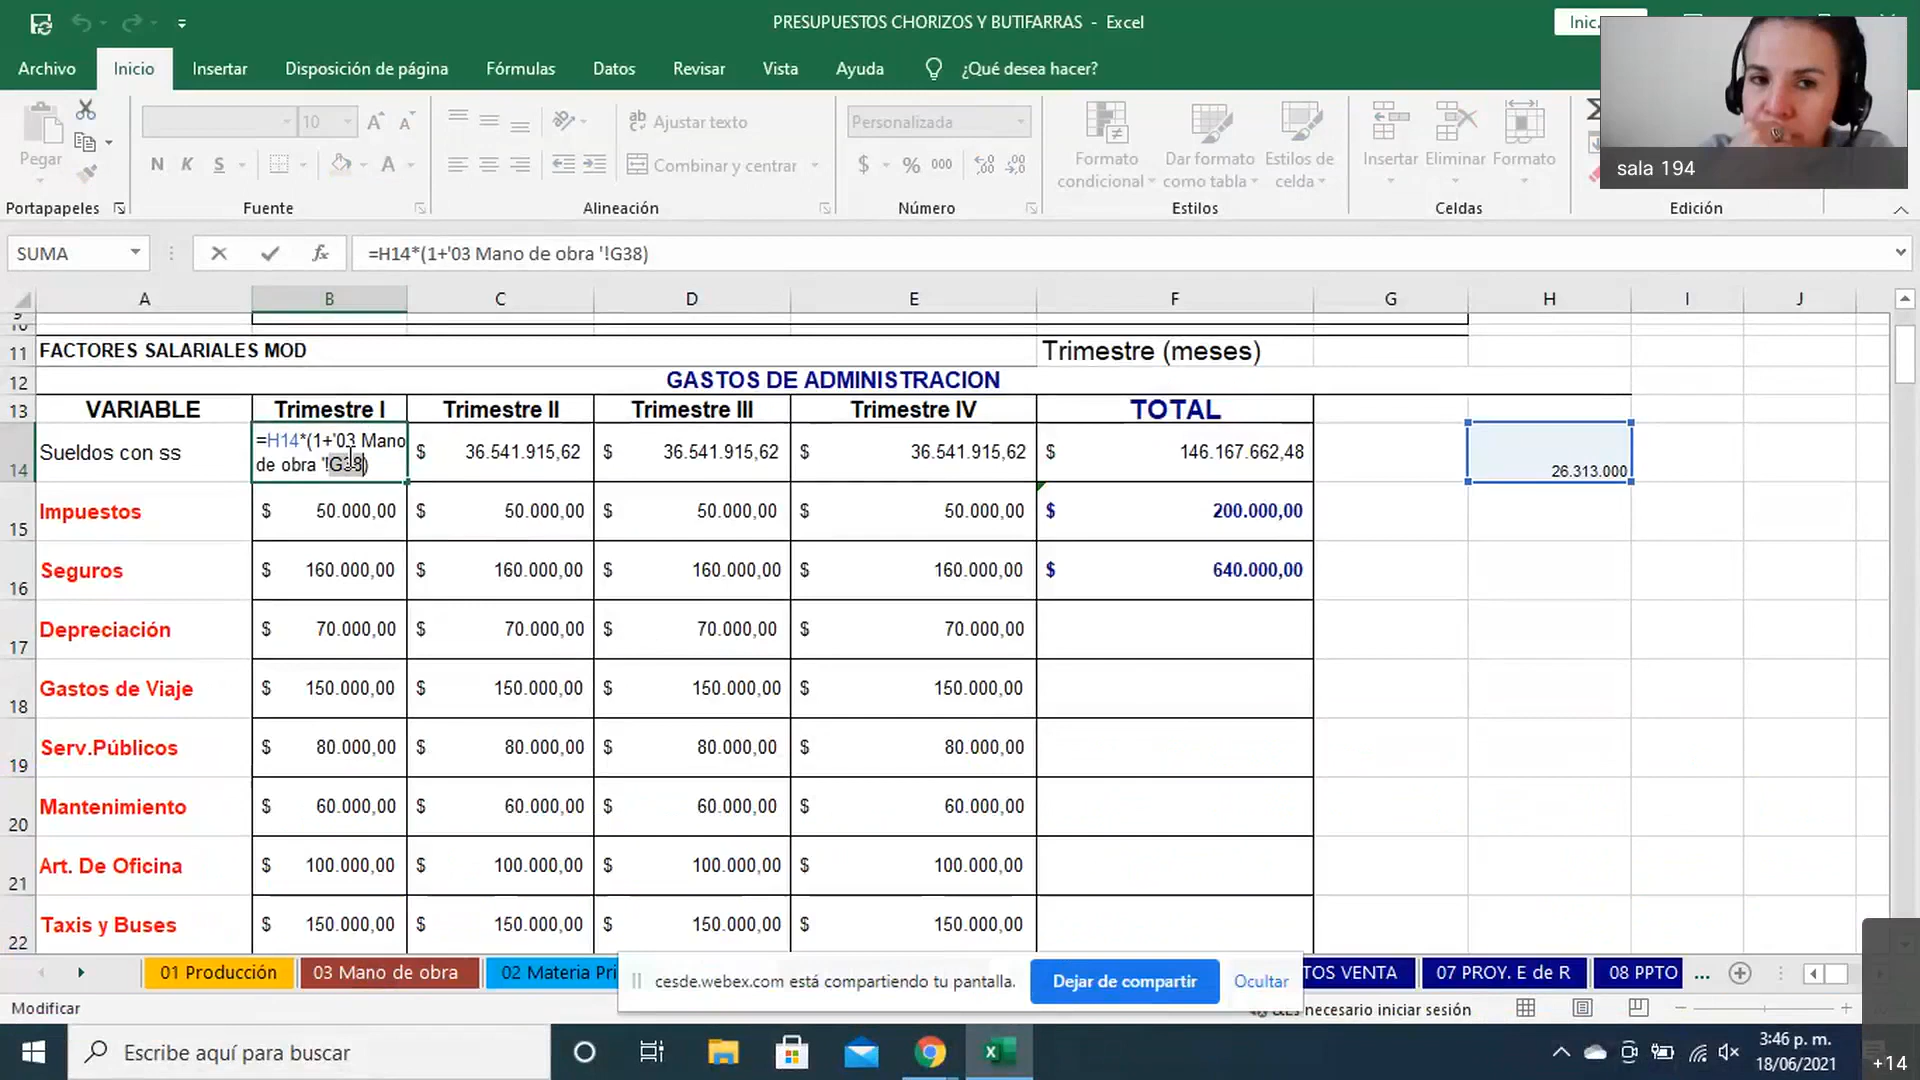 PRESUPUESTOS CHORIZOS Y BUTIFARRAS - Excel
Inic.
Archivo Inicio Insertar Disposición de página Fórmulas Datos Revisar Vista Ayuda ¿Qué desea hacer?
Pegar
10
N K S
Ajustar texto
Combinar y centrar
Personalizada
$ % 000
Formato condicional
Dar formato como tabla
Estilos de celda
Insertar Eliminar Formato
sala 194
Portapapeles Fuente Alineación Número Estilos Celdas Edición
SUMA fx =H14*(1+'03 Mano de obra '!G38)
A B C D E F G H I J
9
10
11 FACTORES SALARIALES MOD Trimestre (meses)
12 GASTOS DE ADMINISTRACION
13 VARIABLE Trimestre I Trimestre II Trimestre III Trimestre IV TOTAL
14 Sueldos con ss =H14*(1+'03 Mano de obra '!G38) $ 36.541.915,62 $ 36.541.915,62 $ 36.541.915,62 $ 146.167.662,48 26.313.000
15 Impuestos $ 50.000,00 $ 50.000,00 $ 50.000,00 $ 50.000,00 $ 200.000,00
16 Seguros $ 160.000,00 $ 160.000,00 $ 160.000,00 $ 160.000,00 $ 640.000,00
17 Depreciación $ 70.000,00 $ 70.000,00 $ 70.000,00 $ 70.000,00
18 Gastos de Viaje $ 150.000,00 $ 150.000,00 $ 150.000,00 $ 150.000,00
19 Serv.Públicos $ 80.000,00 $ 80.000,00 $ 80.000,00 $ 80.000,00
20 Mantenimiento $ 60.000,00 $ 60.000,00 $ 60.000,00 $ 60.000,00
21 Art. De Oficina $ 100.000,00 $ 100.000,00 $ 100.000,00 $ 100.000,00
22 Taxis y Buses $ 150.000,00 $ 150.000,00 $ 150.000,00 $ 150.000,00
01 Producción 03 Mano de obra 02 Materia Pri TOS VENTA 07 PROY. E de R 08 PPTO ...
cesde.webex.com está compartiendo tu pantalla. Dejar de compartir Ocultar
Modificar
necesario iniciar sesión
Escribe aquí para buscar
3:46 p. m.
18/06/2021
+14